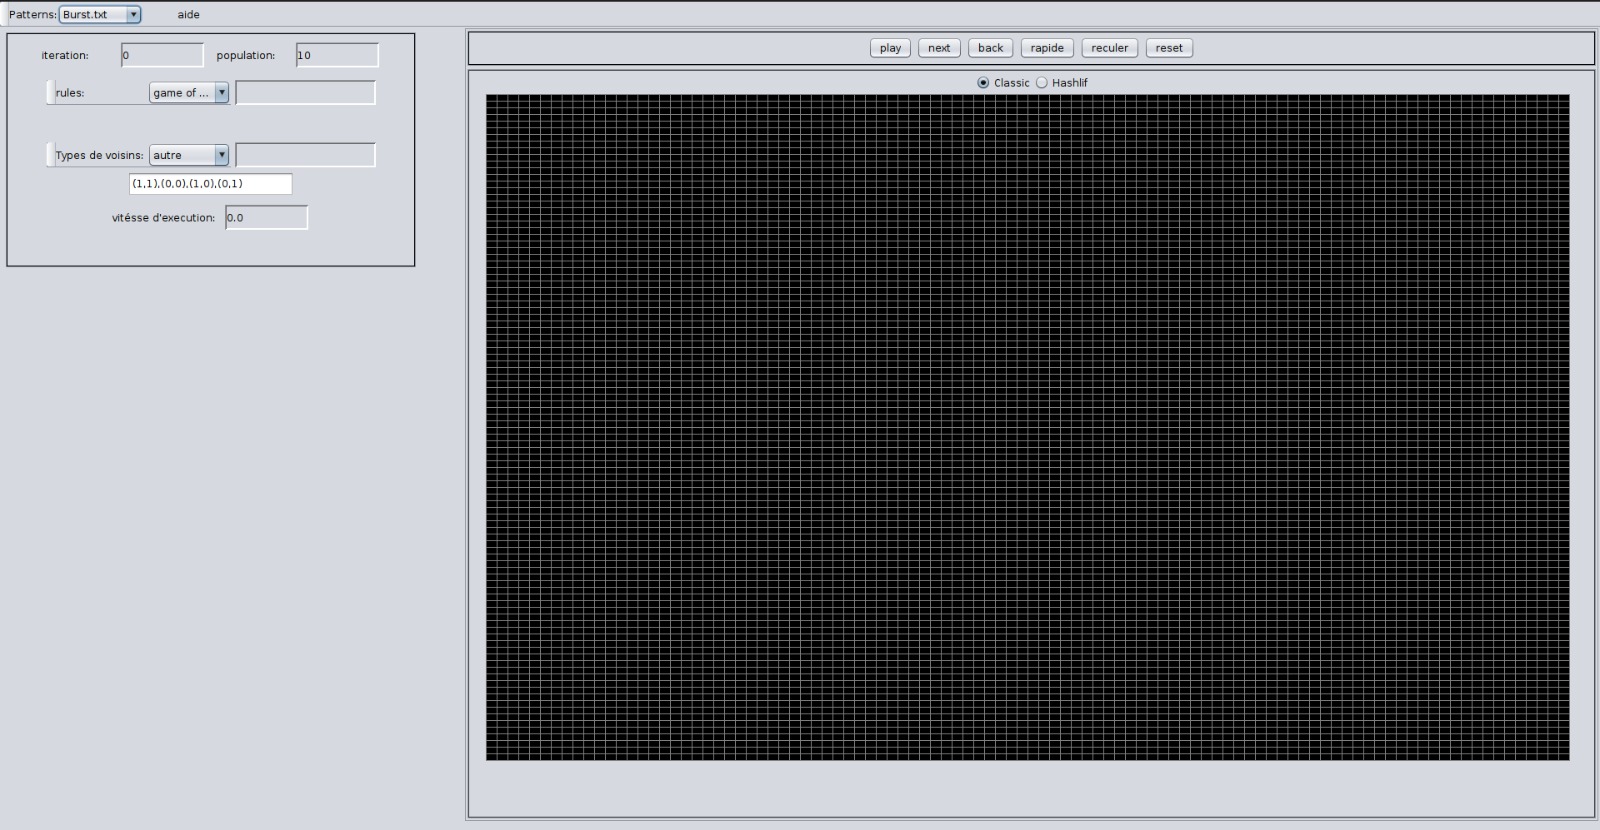 Patterns: Burst.txt aide
iteration: 0 population: 10
rules: game of ...
Types de voisins: autre
(1,1),(0,0),(1,0),(0,1)
vitésse d'execution: 0.0
play next back rapide reculer reset
Classic Hashlif